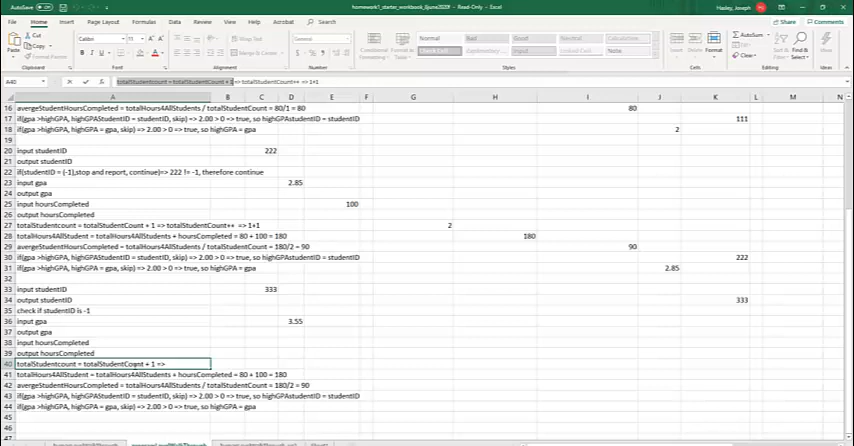 AutoSave Off homework1_starter_workbook_8june2020 - Read-Only - Excel Hasley, Joseph
File Home Insert Page Layout Formulas Data Review View Help Acrobat Search Share Comments
Cut
Copy
Paste
Format Painter
Clipboard
Calibri 11
B I U
Font
Wrap Text
Merge & Center
Alignment
General
Number
Conditional Formatting
Format as Table
Normal Bad Good Neutral Calculation
Check Cell Explanatory ... Input Linked Cell Note
Styles
Insert Delete Format
Cells
AutoSum
Fill
Clear
Sort & Filter
Find & Select
Editing
A40 totalStudentcount = totalStudentCount + 1 => totalStudentCount++ => 1+1
A B C D E F G H I J K L M N
16 avergeStudentHoursCompleted = totalHours4AllStudents / totalStudentCount = 80/1 = 80 80
17 if(gpa >highGPA, highGPAStudentID = studentID, skip) => 2.00 > 0 => true, so highGPAstudentID = studentID 111
18 if(gpa >highGPA, highGPA = gpa, skip) => 2.00 > 0 => true, so highGPA = gpa 2
19
20 input studentID 222
21 output studentID
22 if(studentID = (-1),stop and report, continue)=> 222 != -1, therefore continue
23 input gpa 2.85
24 output gpa
25 input hoursCompleted 100
26 output hoursCompleted
27 totalStudentcount = totalStudentCount + 1 => totalStudentCount++ => 1+1 2
28 totalHours4AllStudent = totalHours4AllStudents + hoursCompleted = 80 + 100 = 180 180
29 avergeStudentHoursCompleted = totalHours4AllStudents / totalStudentCount = 180/2 = 90 90
30 if(gpa >highGPA, highGPAStudentID = studentID, skip) => 2.00 > 0 => true, so highGPAstudentID = studentID 222
31 if(gpa >highGPA, highGPA = gpa, skip) => 2.00 > 0 => true, so highGPA = gpa 2.85
32
33 input studentID 333
34 output studentID 333
35 check if studentID is -1
36 input gpa 3.55
37 output gpa
38 input hoursCompleted
39 output hoursCompleted
40 totalStudentcount = totalStudentCount + 1 =>
41 totalHours4AllStudent = totalHours4AllStudents + hoursCompleted = 80 + 100 = 180
42 avergeStudentHoursCompleted = totalHours4AllStudents / totalStudentCount = 180/2 = 90
43 if(gpa >highGPA, highGPAStudentID = studentID, skip) => 2.00 > 0 => true, so highGPAstudentID = studentID
44 if(gpa >highGPA, highGPA = gpa, skip) => 2.00 > 0 => true, so highGPA = gpa
45
46